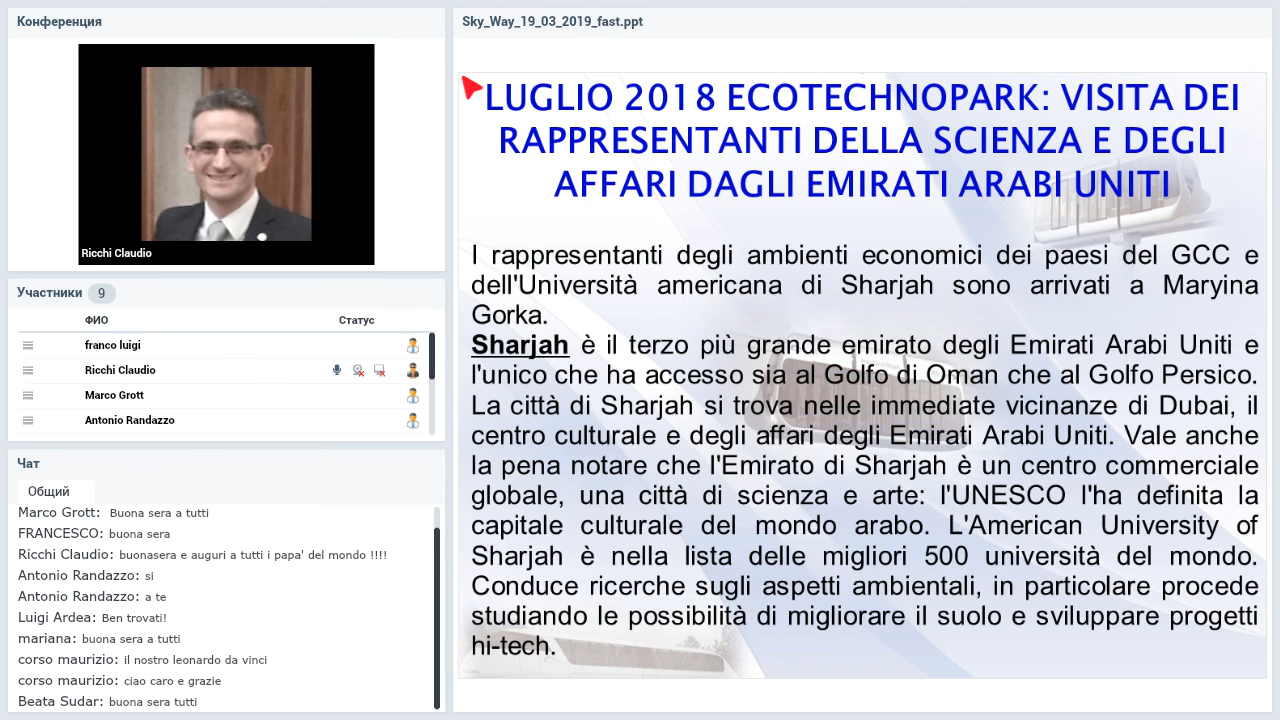 Конференция
Ricchi Claudio
Участники 9
ФИО Статус
franco luigi
Ricchi Claudio
Marco Grott
Antonio Randazzo
Чат
Общий
Marco Grott: Buona sera a tutti
FRANCESCO: buona sera
Ricchi Claudio: buonasera e auguri a tutti i papa' del mondo !!!!
Antonio Randazzo: si
Antonio Randazzo: a te
Luigi Ardea: Ben trovati!
mariana: buona sera a tutti
corso maurizio: il nostro leonardo da vinci
corso maurizio: ciao caro e grazie
Beata Sudar: buona sera tutti
Sky_Way_19_03_2019_fast.ppt
LUGLIO 2018 ECOTECHNOPARK: VISITA DEI
RAPPRESENTANTI DELLA SCIENZA E DEGLI
AFFARI DAGLI EMIRATI ARABI UNITI
I rappresentanti degli ambienti economici dei paesi del GCC e
dell'Università americana di Sharjah sono arrivati a Maryina
Gorka.
Sharjah è il terzo più grande emirato degli Emirati Arabi Uniti e
l'unico che ha accesso sia al Golfo di Oman che al Golfo Persico.
La città di Sharjah si trova nelle immediate vicinanze di Dubai, il
centro culturale e degli affari degli Emirati Arabi Uniti. Vale anche
la pena notare che l'Emirato di Sharjah è un centro commerciale
globale, una città di scienza e arte: l'UNESCO l'ha definita la
capitale culturale del mondo arabo. L'American University of
Sharjah è nella lista delle migliori 500 università del mondo.
Conduce ricerche sugli aspetti ambientali, in particolare procede
studiando le possibilità di migliorare il suolo e sviluppare progetti
hi-tech.